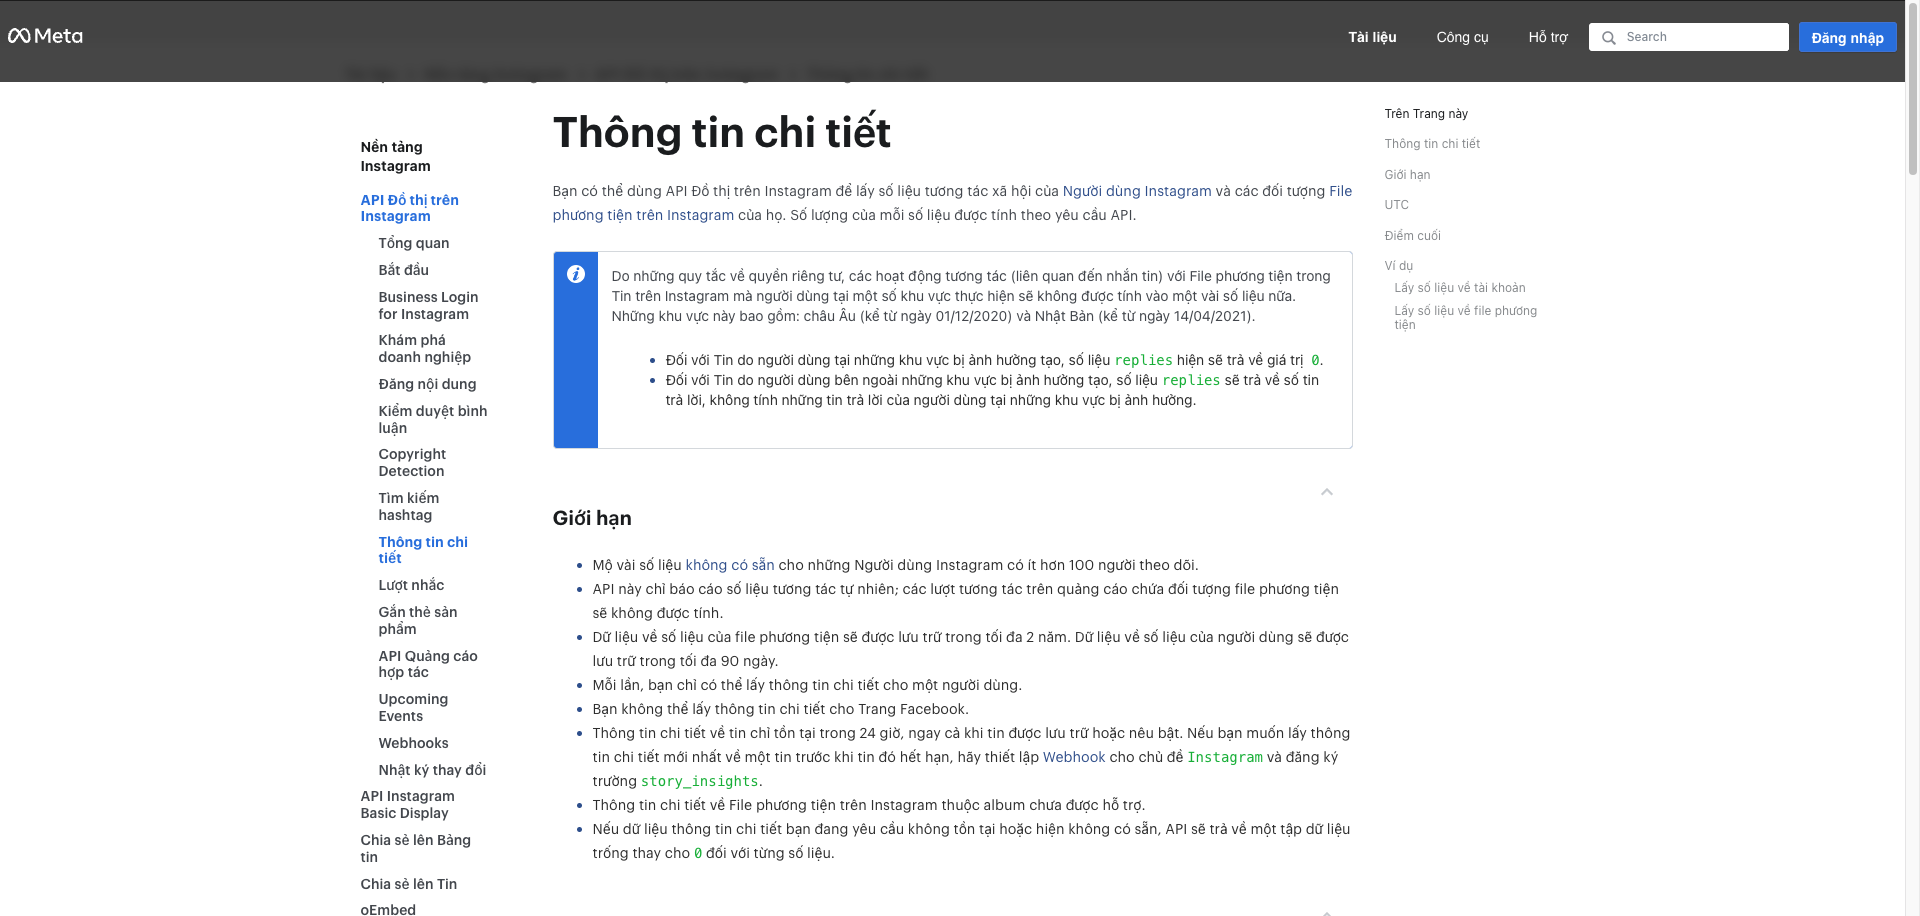 Meta
Tài liệu
Công cụ
Hỗ trợ
Search
Đăng nhập
Nền tảng
Instagram
API Đồ thị trên
Instagram
Tổng quan
Bắt đầu
Business Login
for Instagram
Khám phá
doanh nghiệp
Đăng nội dung
Kiểm duyệt bình
luận
Copyright
Detection
Tìm kiếm
hashtag
Thông tin chi
tiết
Lượt nhắc
Gắn thẻ sản
phẩm
API Quảng cáo
hợp tác
Upcoming
Events
Webhooks
Nhật ký thay đổi
API Instagram
Basic Display
Chia sẻ lên Bảng
tin
Chia sẻ lên Tin
oEmbed
Thông tin chi tiết
Bạn có thể dùng API Đồ thị trên Instagram để lấy số liệu tương tác xã hội của Người dùng Instagram và các đối tượng File
phương tiện trên Instagram của họ. Số lượng của mỗi số liệu được tính theo yêu cầu API.
Do những quy tắc về quyền riêng tư, các hoạt động tương tác (liên quan đến nhắn tin) với File phương tiện trong
Tin trên Instagram mà người dùng tại một số khu vực thực hiện sẽ không được tính vào một vài số liệu nữa.
Những khu vực này bao gồm: châu Âu (kể từ ngày 01/12/2020) và Nhật Bản (kể từ ngày 14/04/2021).
Đối với Tin do người dùng tại những khu vực bị ảnh hưởng tạo, số liệu replies hiện sẽ trả về giá trị 0.
Đối với Tin do người dùng bên ngoài những khu vực bị ảnh hưởng tạo, số liệu replies sẽ trả về số tin
trả lời, không tính những tin trả lời của người dùng tại những khu vực bị ảnh hưởng.
Giới hạn
Mộ vài số liệu không có sẵn cho những Người dùng Instagram có ít hơn 100 người theo dõi.
API này chỉ báo cáo số liệu tương tác tự nhiên; các lượt tương tác trên quảng cáo chứa đối tượng file phương tiện
sẽ không được tính.
Dữ liệu về số liệu của file phương tiện sẽ được lưu trữ trong tối đa 2 năm. Dữ liệu về số liệu của người dùng sẽ được
lưu trữ trong tối đa 90 ngày.
Mỗi lần, bạn chỉ có thể lấy thông tin chi tiết cho một người dùng.
Bạn không thể lấy thông tin chi tiết cho Trang Facebook.
Thông tin chi tiết về tin chỉ tồn tại trong 24 giờ, ngay cả khi tin được lưu trữ hoặc nêu bật. Nếu bạn muốn lấy thông
tin chi tiết mới nhất về một tin trước khi tin đó hết hạn, hãy thiết lập Webhook cho chủ đề Instagram và đăng ký
trường story_insights.
Thông tin chi tiết về File phương tiện trên Instagram thuộc album chưa được hỗ trợ.
Nếu dữ liệu thông tin chi tiết bạn đang yêu cầu không tồn tại hoặc hiện không có sẵn, API sẽ trả về một tập dữ liệu
trống thay cho 0 đối với từng số liệu.
Trên Trang này
Thông tin chi tiết
Giới hạn
UTC
Điểm cuối
Ví dụ
Lấy số liệu về tài khoản
Lấy số liệu về file phương
tiện